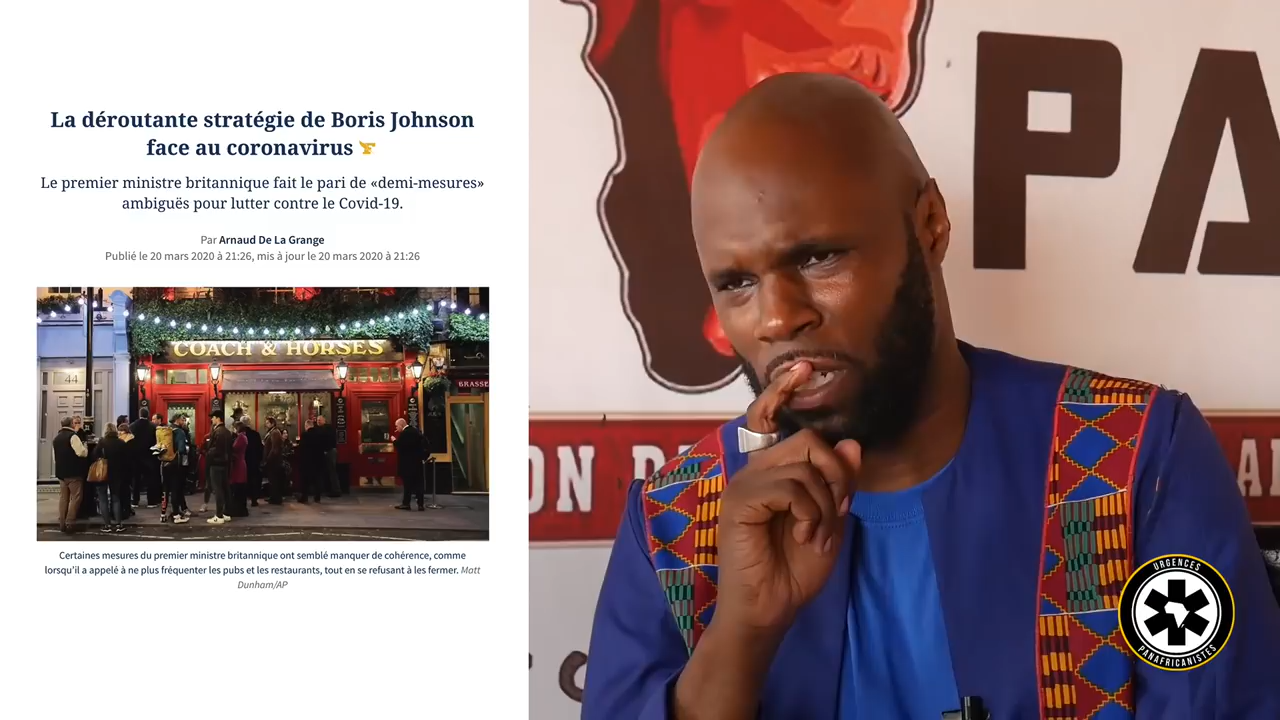 La déroutante stratégie de Boris Johnson
face au coronavirus
Le premier ministre britannique fait le pari de «demi-mesures»
ambiguës pour lutter contre le Covid-19.
Par Arnaud De La Grange
Publié le 20 mars 2020 à 21:26, mis à jour le 20 mars 2020 à 21:26
COACH & HORSES
44
BRASSE
Certaines mesures du premier ministre britannique ont semblé manquer de cohérence, comme
lorsqu'il a appelé à ne plus fréquenter les pubs et les restaurants, tout en se refusant à les fermer. Matt
Dunham/AP
PA
ON
URGENCES
PANAFRICANISTES